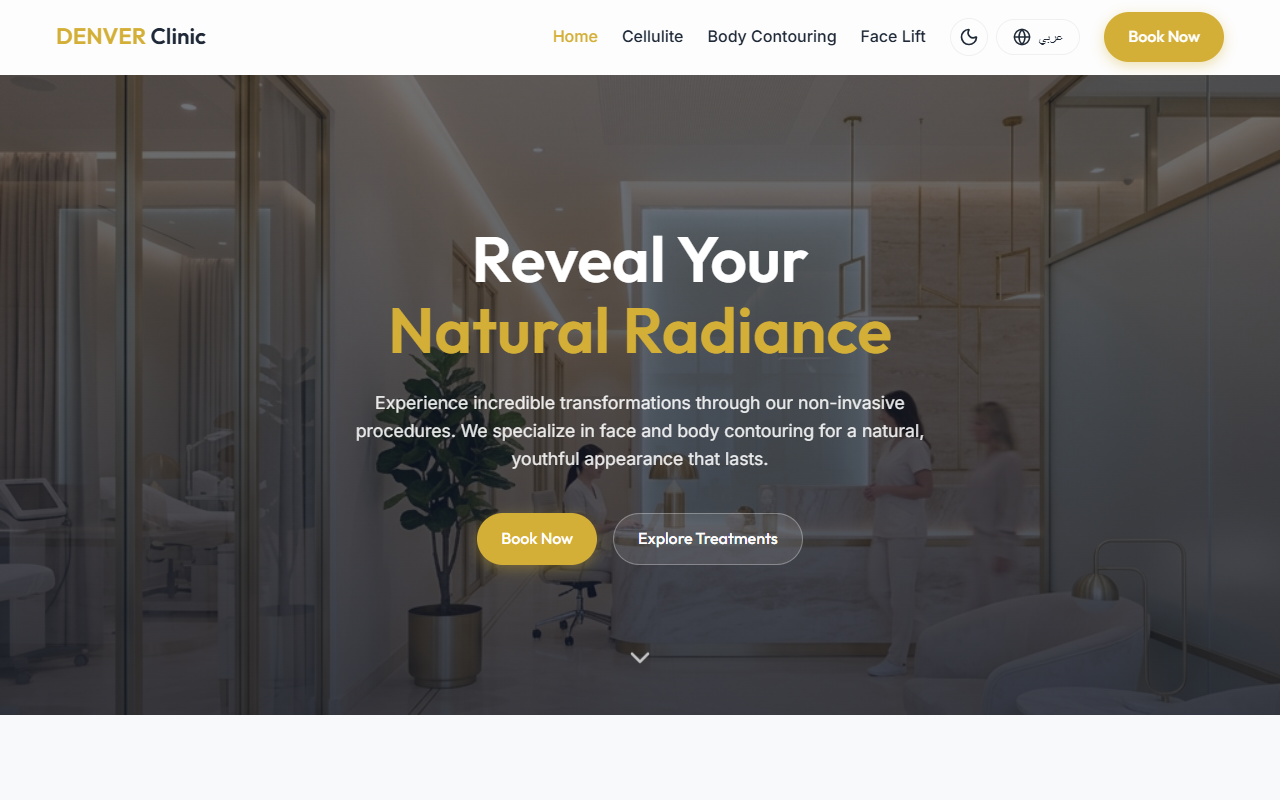 DENVER Clinic
Home
Cellulite
Body Contouring
Face Lift
عربي
Book Now
Reveal Your
Natural Radiance
Experience incredible transformations through our non-invasive
procedures. We specialize in face and body contouring for a natural,
youthful appearance that lasts.
Book Now
Explore Treatments